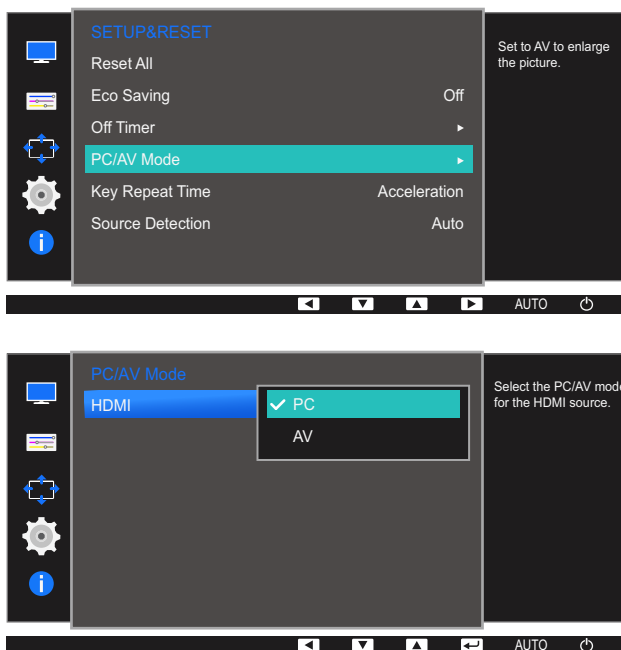 SETUP&RESET
Set to AV to enlarge
the picture.
Reset All
Eco Saving Off
Off Timer
PC/AV Mode
Key Repeat Time Acceleration
Source Detection Auto
AUTO
PC/AV Mode
Select the PC/AV mode
for the HDMI source.
HDMI PC
AV
AUTO